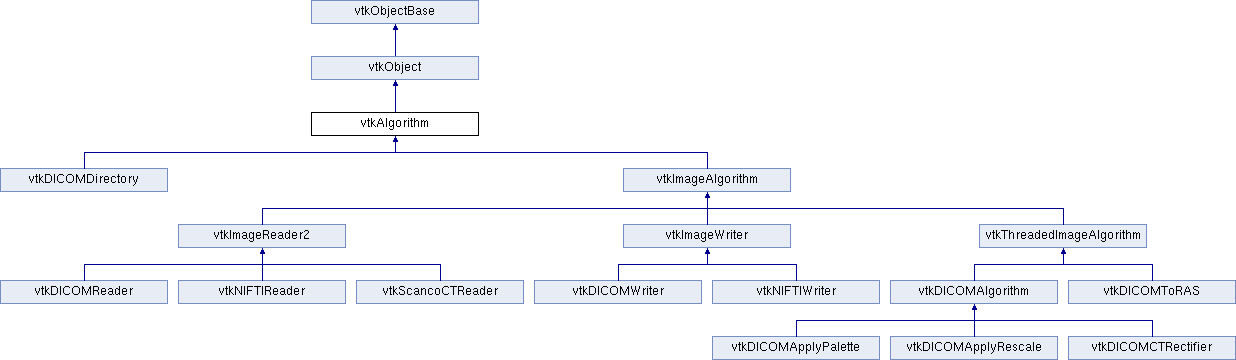 vtkObjectBase
vtkObject
vtkAlgorithm
vtkDICOMDirectory
vtkImageAlgorithm
vtkImageReader2
vtkImageWriter
vtkThreadedImageAlgorithm
vtkDICOMReader
vtkNIFTIReader
vtkScancoCTReader
vtkDICOMWriter
vtkNIFTIWriter
vtkDICOMAlgorithm
vtkDICOMToRAS
vtkDICOMApplyPalette
vtkDICOMApplyRescale
vtkDICOMCTRectifier